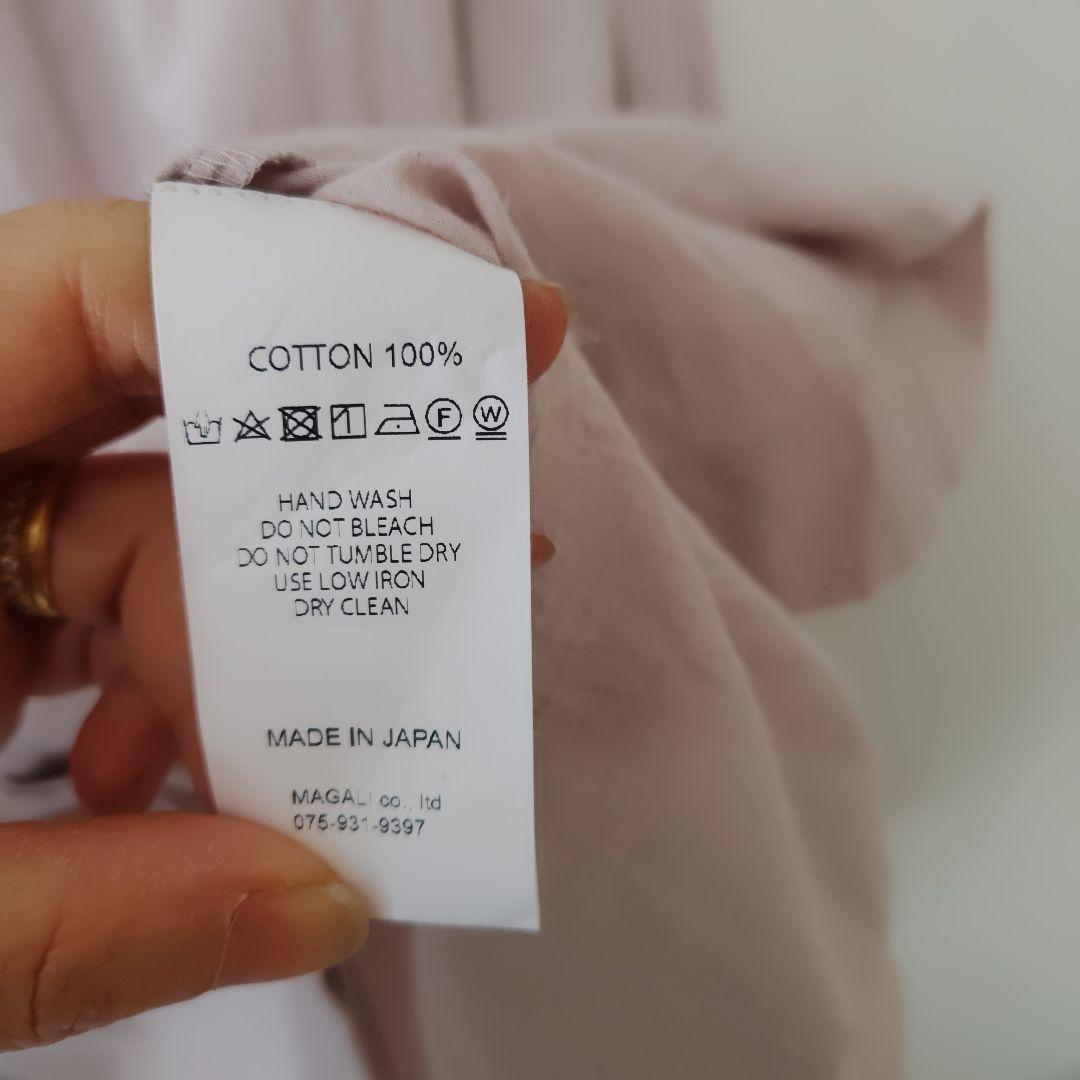 COTTON 100%
F W
HAND WASH
DO NOT BLEACH
DO NOT TUMBLE DRY
USE LOW IRON
DRY CLEAN
MADE IN JAPAN
MAGALI co., ltd
075-931-9397